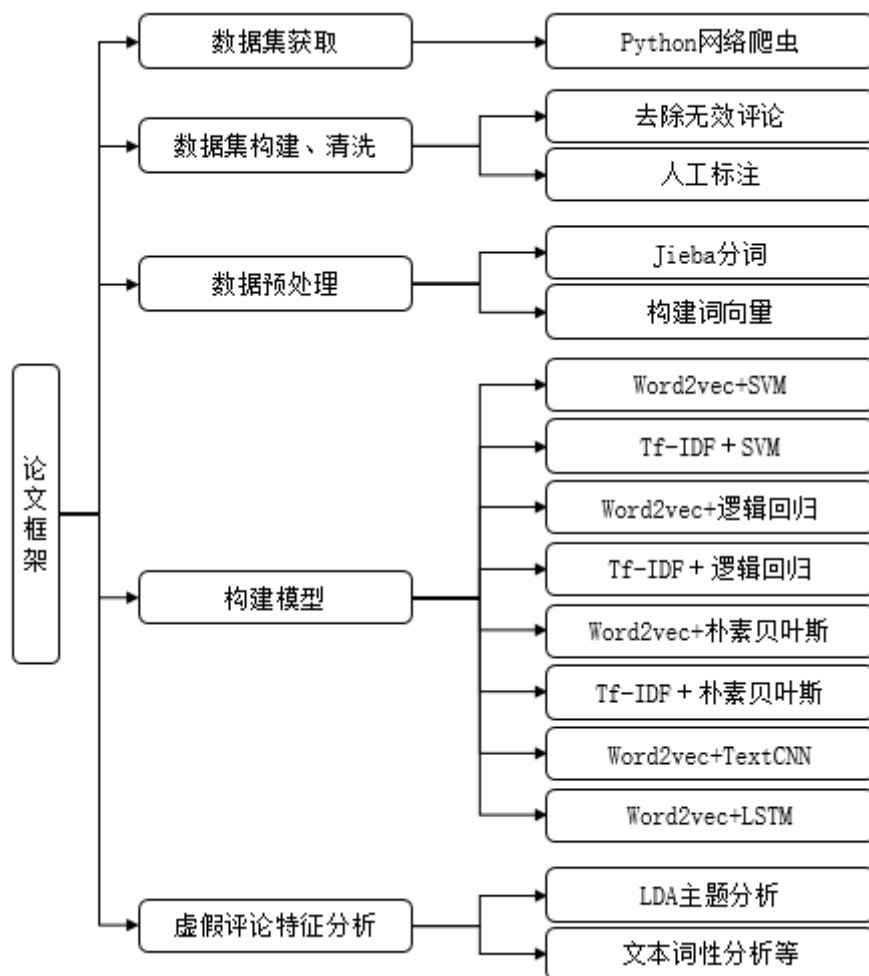 数据集获取
Python网络爬虫
数据集构建、清洗
去除无效评论
人工标注
数据预处理
Jieba分词
构建词向量
论文框架
构建模型
Word2vec+SVM
Tf-IDF+SVM
Word2vec+逻辑回归
Tf-IDF+逻辑回归
Word2vec+朴素贝叶斯
Tf-IDF+朴素贝叶斯
Word2vec+TextCNN
Word2vec+LSTM
虚假评论特征分析
LDA主题分析
文本词性分析等